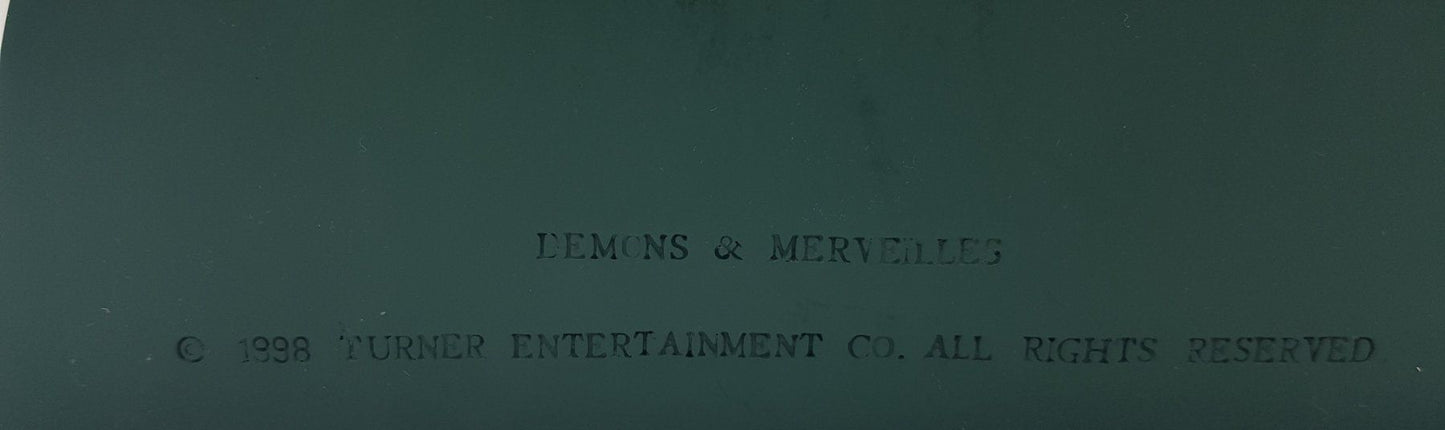 DEMONS & MERVEILLES
© 1998 TURNER ENTERTAINMENT CO. ALL RIGHTS RESERVED